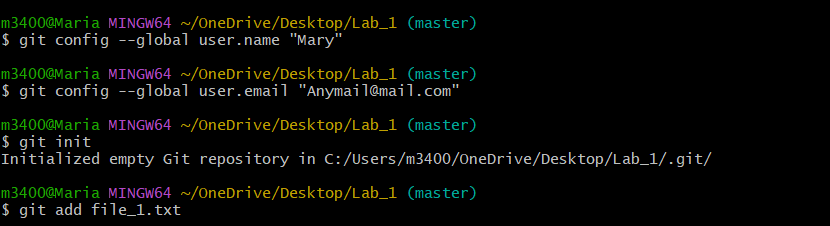 m3400@Maria MINGW64 ~/OneDrive/Desktop/Lab_1 (master)
$ git config --global user.name "Mary"
m3400@Maria MINGW64 ~/OneDrive/Desktop/Lab_1 (master)
$ git config --global user.email "Anymail@mail.com"
m3400@Maria MINGW64 ~/OneDrive/Desktop/Lab_1 (master)
$ git init
Initialized empty Git repository in C:/Users/m3400/OneDrive/Desktop/Lab_1/.git/
m3400@Maria MINGW64 ~/OneDrive/Desktop/Lab_1 (master)
$ git add file_1.txt